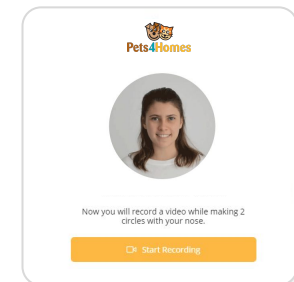 Pets4Homes
Now you will record a video while making 2
circles with your nose.
Start Recording